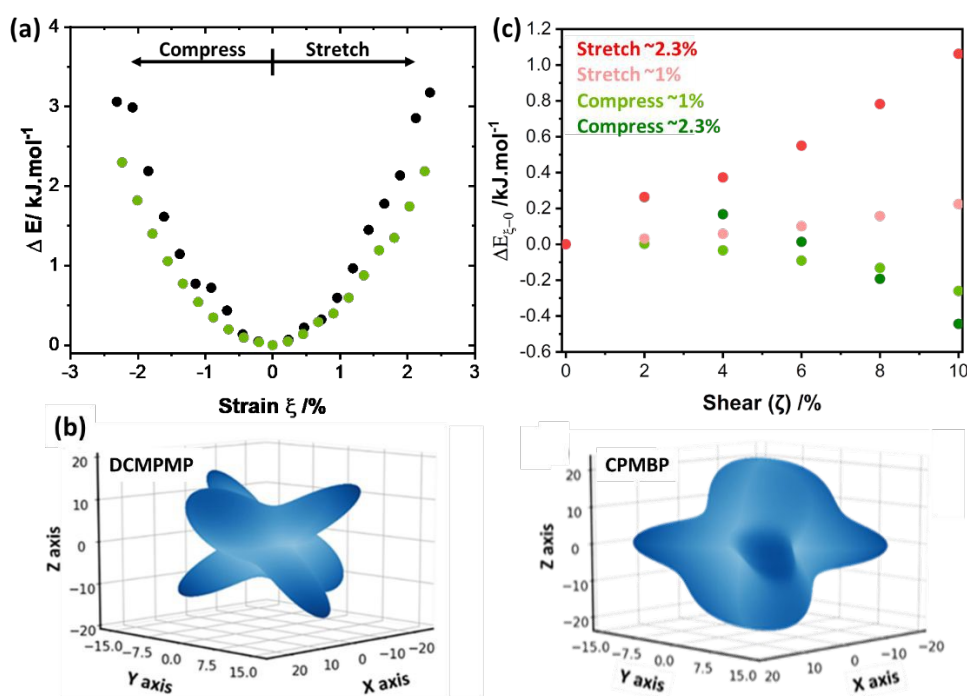 (a)
Compress
Stretch
4
3
2
1
0
Δ E/ kJ.mol⁻¹
-3
-2
-1
0
1
2
3
Strain ξ /%
(c)
Stretch ~2.3%
Stretch ~1%
Compress ~1%
Compress ~2.3%
1.2
1.0
0.8
0.6
0.4
0.2
0.0
-0.2
-0.4
-0.6
ΔE ξ–0 /kJ.mol⁻¹
0
2
4
6
8
10
Shear (ζ) /%
(b)
DCMPMP
20
10
0
−10
−20
Z axis
−15.0
−7.5
0.0
7.5
15.0
Y axis
20
10
0
−10
−20
X axis
CPMBP
20
10
0
−10
−20
Z axis
−15.0
−7.5
0.0
7.5
15.0
Y axis
20
10
0
−10
−20
X axis